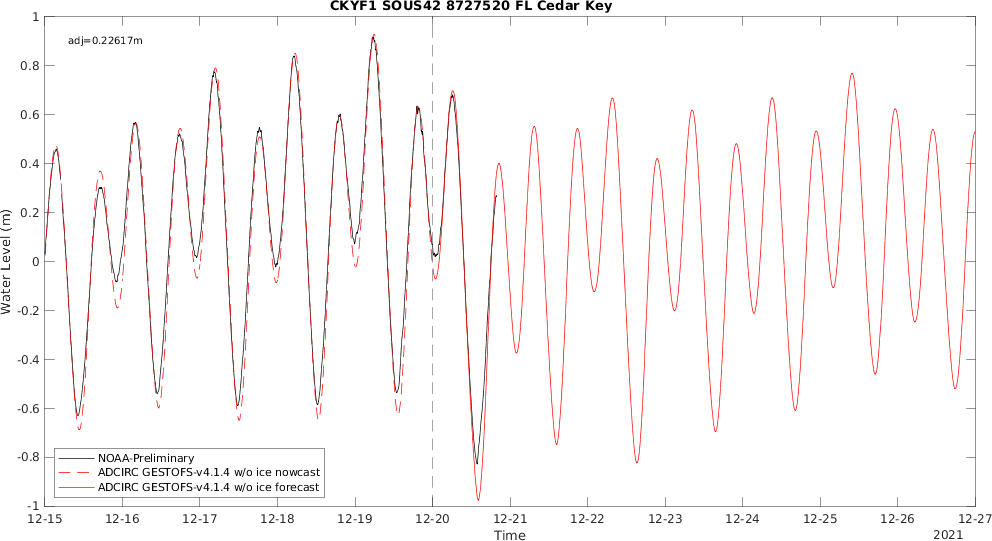 CKYF1 SOUS42 8727520 FL Cedar Key
adj=0.22617m
1
0.8
0.6
0.4
0.2
0
-0.2
-0.4
-0.6
-0.8
-1
Water Level (m)
NOAA-Preliminary
ADCIRC GESTOFS-v4.1.4 w/o ice nowcast
ADCIRC GESTOFS-v4.1.4 w/o ice forecast
12-15 12-16 12-17 12-18 12-19 12-20 12-21 12-22 12-23 12-24 12-25 12-26 12-27
Time
2021